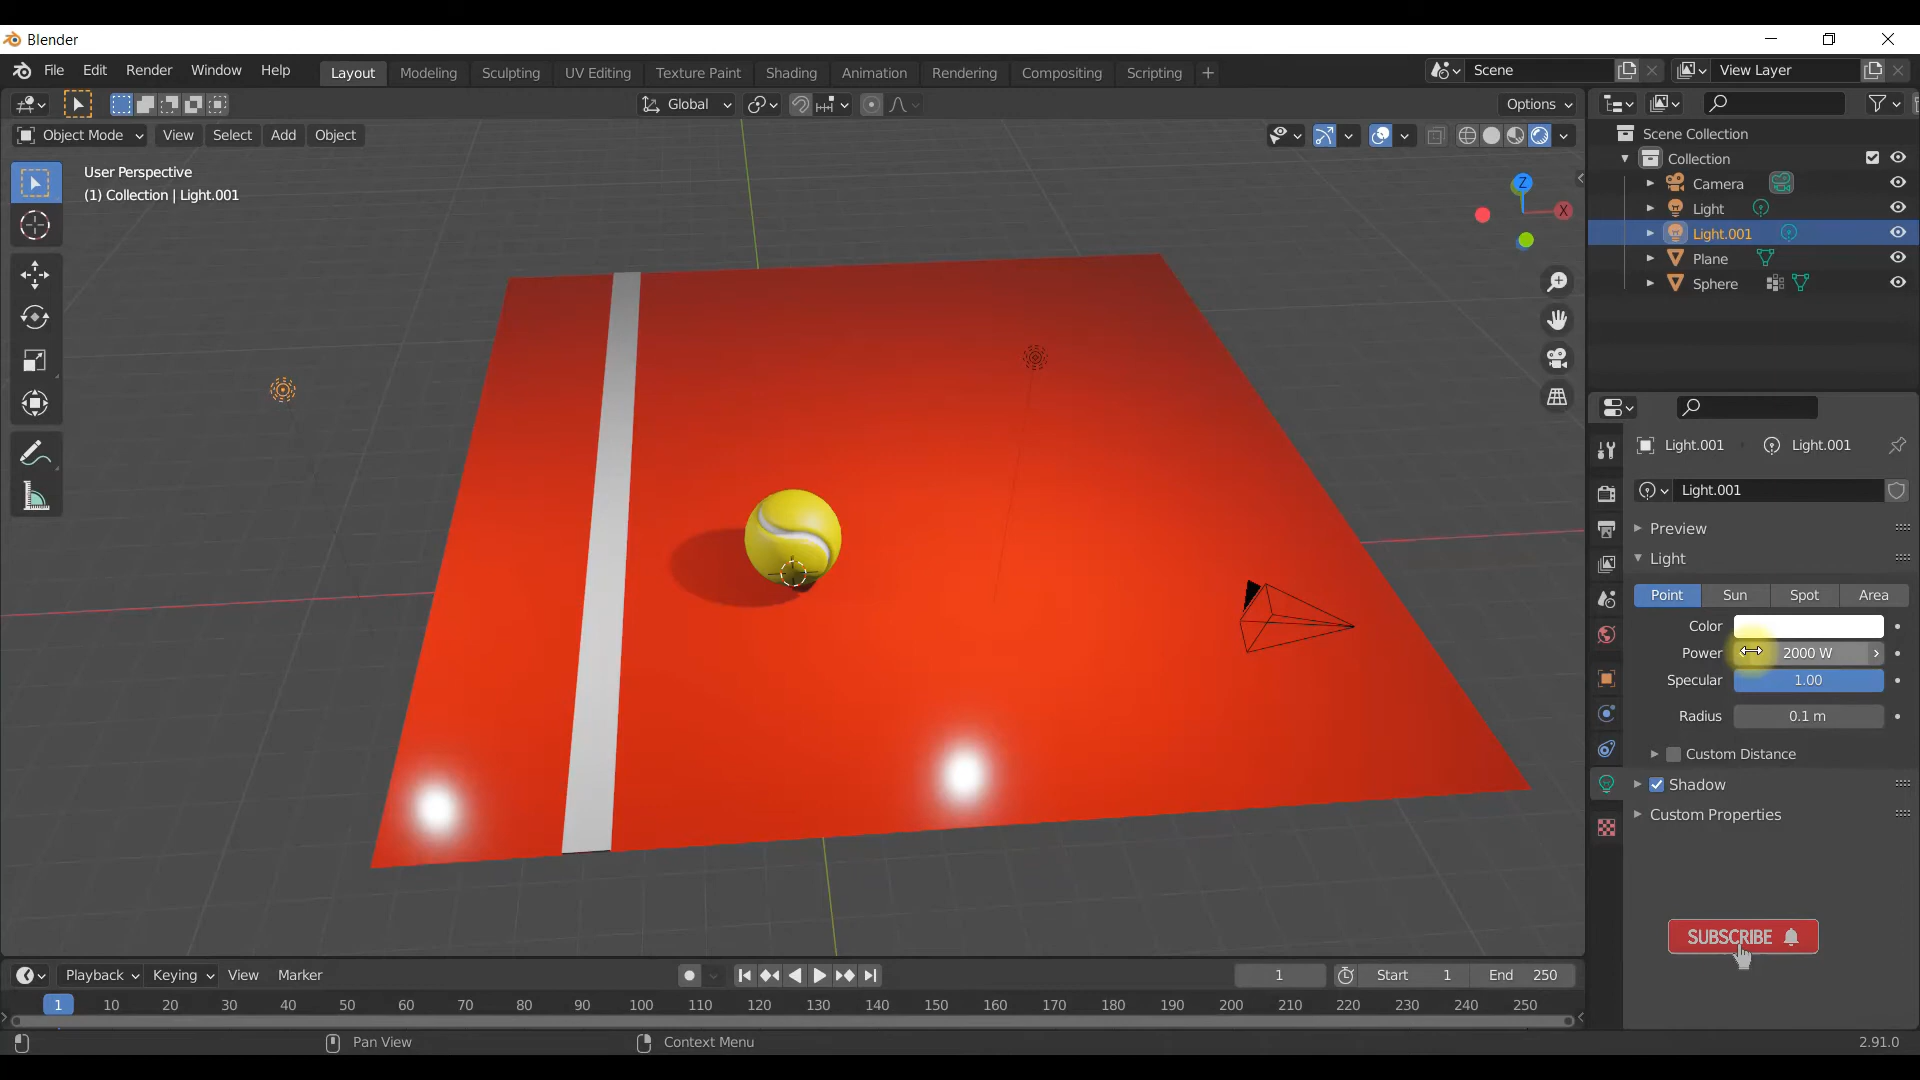 Blender
File Edit Render Window Help Layout Modeling Sculpting UV Editing Texture Paint Shading Animation Rendering Compositing Scripting + Scene View Layer
Global Options
Object Mode View Select Add Object
User Perspective
(1) Collection | Light.001
Z
X
Scene Collection
Collection
Camera
Light
Light.001
Plane
Sphere
Light.001 Light.001
Light.001
Preview
Light
Point Sun Spot Area
Color
Power 2000 W
Specular 1.00
Radius 0.1 m
Custom Distance
Shadow
Custom Properties
SUBSCRIBE
Playback Keying View Marker 1 Start 1 End 250
1 10 20 30 40 50 60 70 80 90 100 110 120 130 140 150 160 170 180 190 200 210 220 230 240 250
Pan View Context Menu 2.91.0